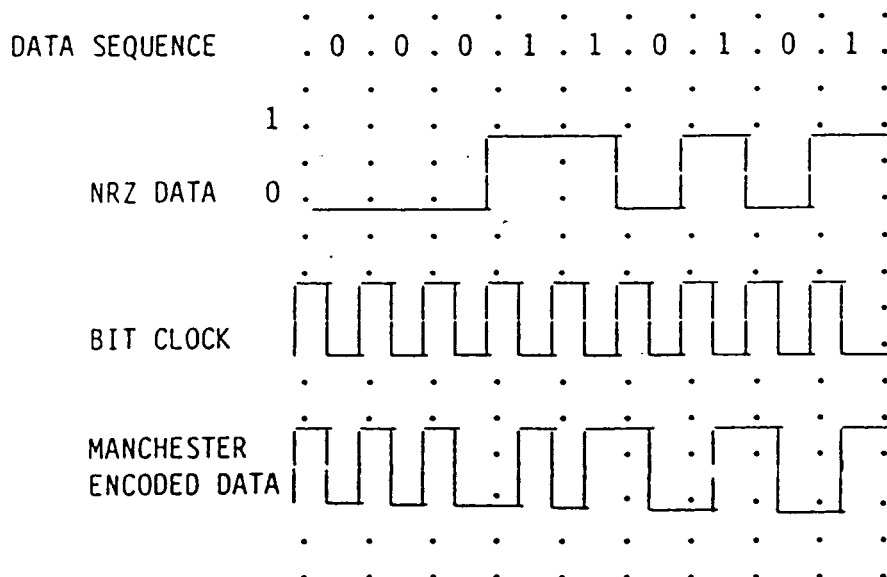 DATA SEQUENCE . 0 . 0 . 0 . 1 . 1 . 0 . 1 . 0 . 1 .
1
NRZ DATA 0
BIT CLOCK
MANCHESTER
ENCODED DATA